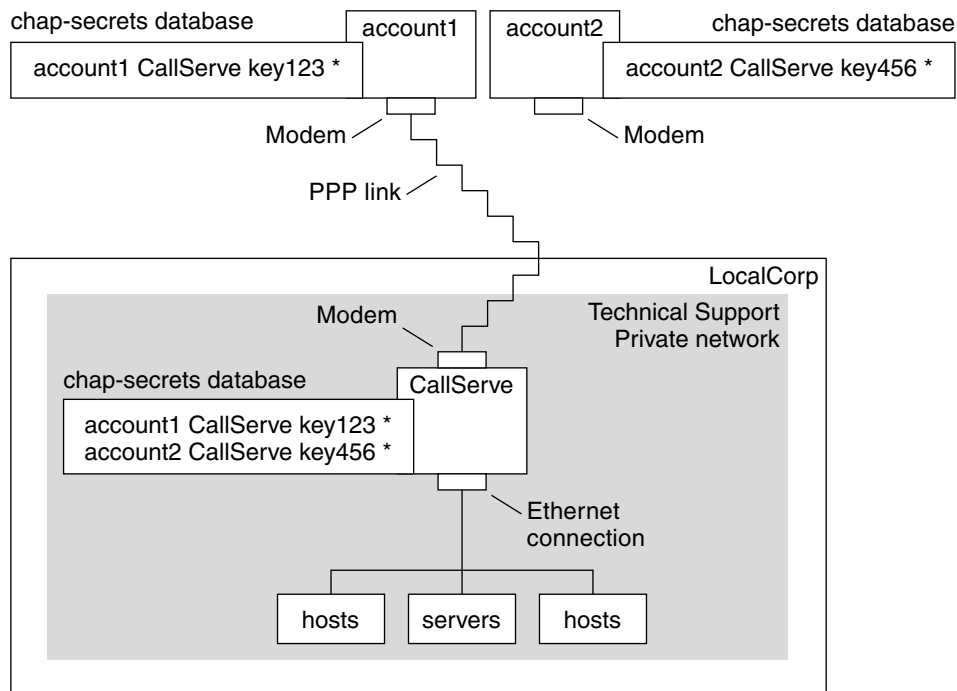 chap-secrets database
account1 CallServe key123 *
account1
account2
chap-secrets database
account2 CallServe key456 *
Modem
Modem
PPP link
LocalCorp
Technical Support
Private network
Modem
chap-secrets database
CallServe
account1 CallServe key123 *
account2 CallServe key456 *
Ethernet
connection
hosts
servers
hosts